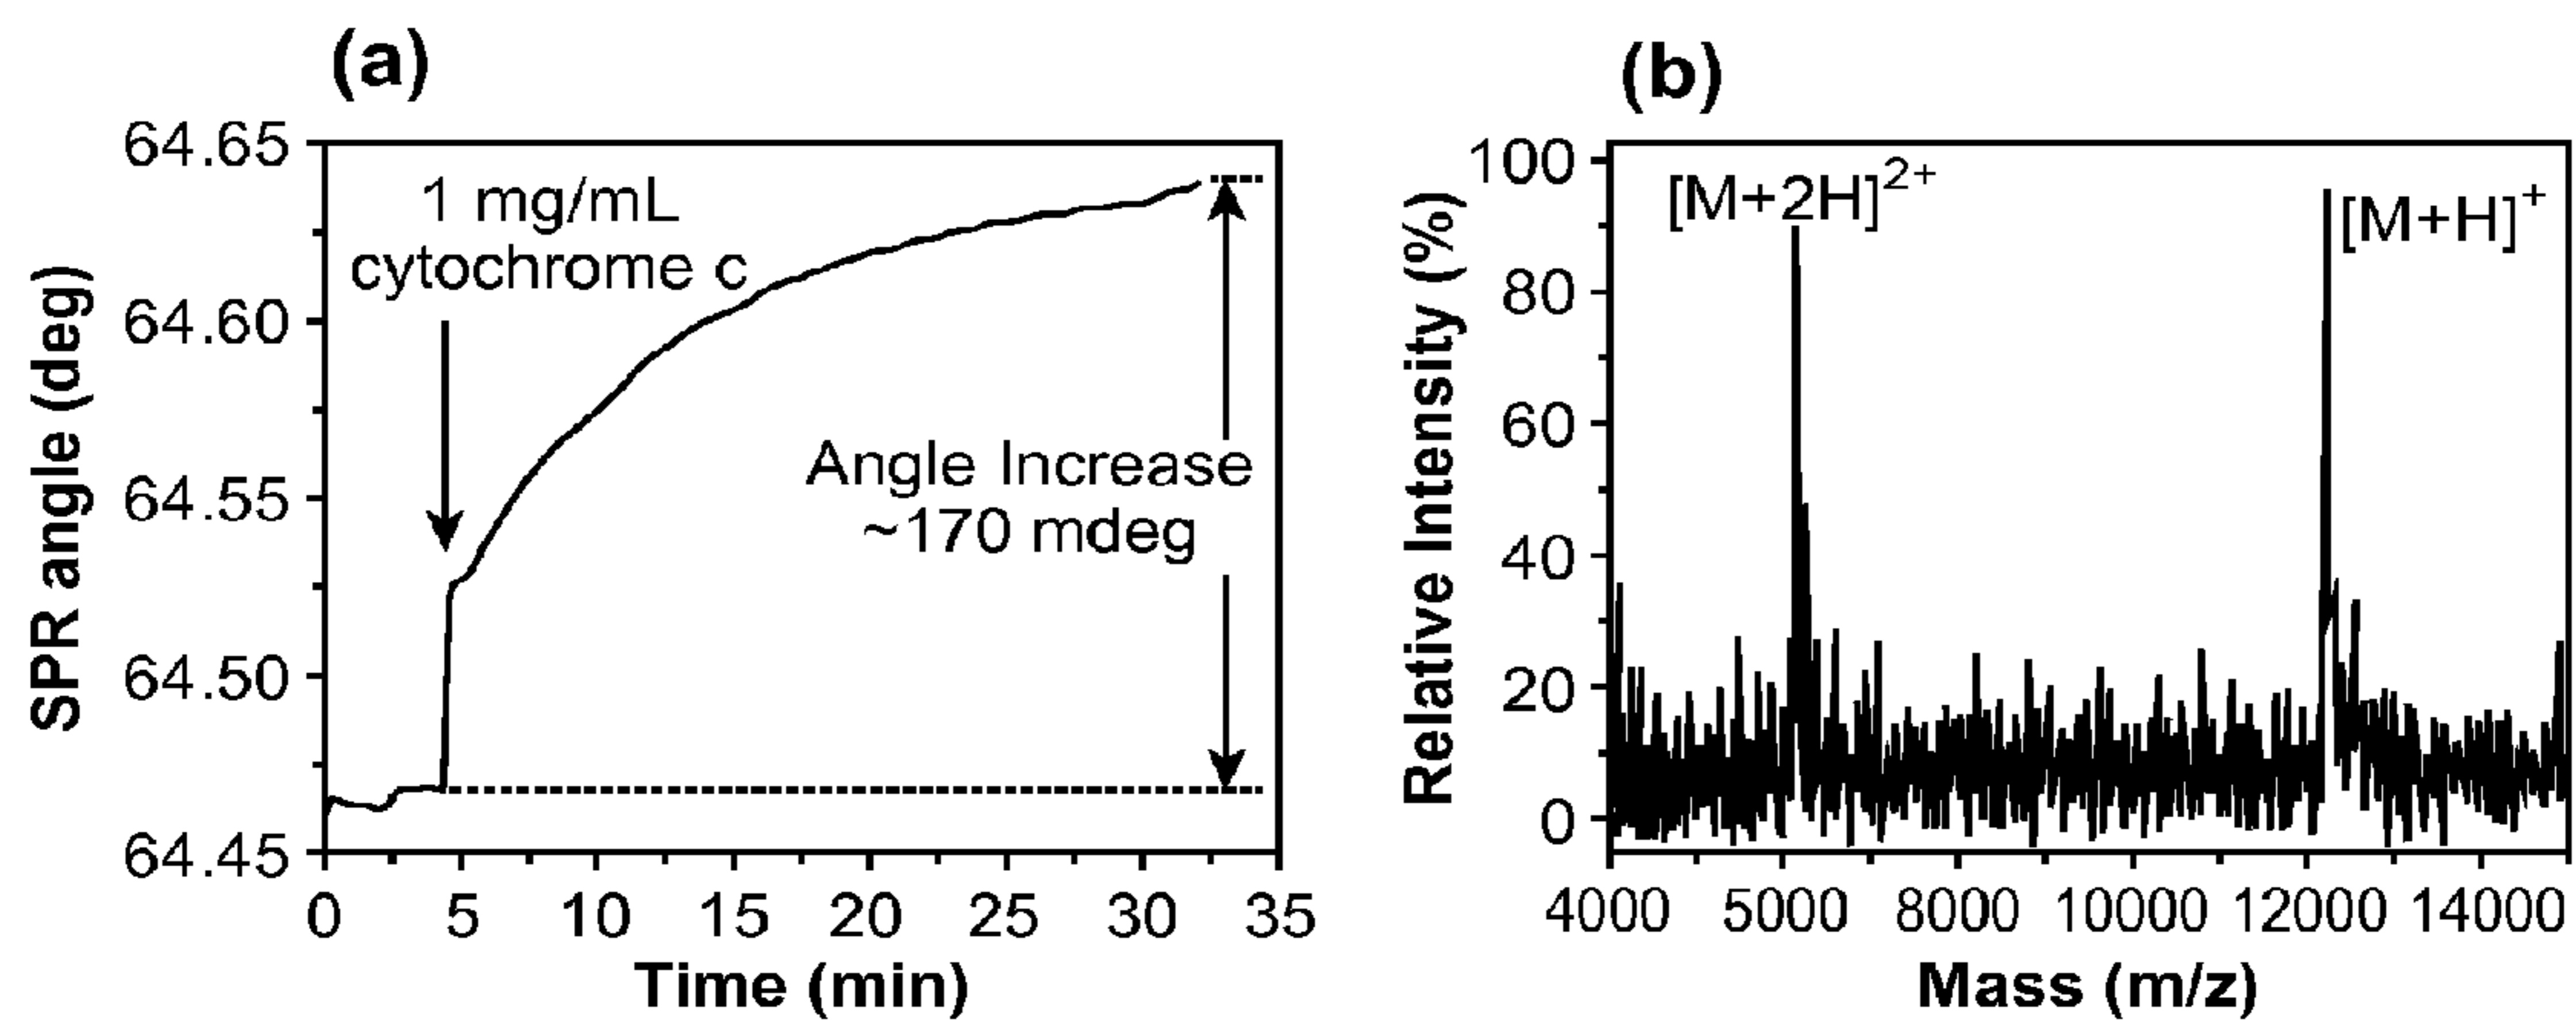 (a)
64.65
64.60
64.55
64.50
64.45
SPR angle (deg)
1 mg/mL
cytochrome c
Angle Increase
~170 mdeg
0 5 10 15 20 25 30 35
Time (min)
(b)
100
80
60
40
20
0
Relative Intensity (%)
[M+2H]2+
[M+H]+
4000 5000 8000 10000 12000 14000
Mass (m/z)